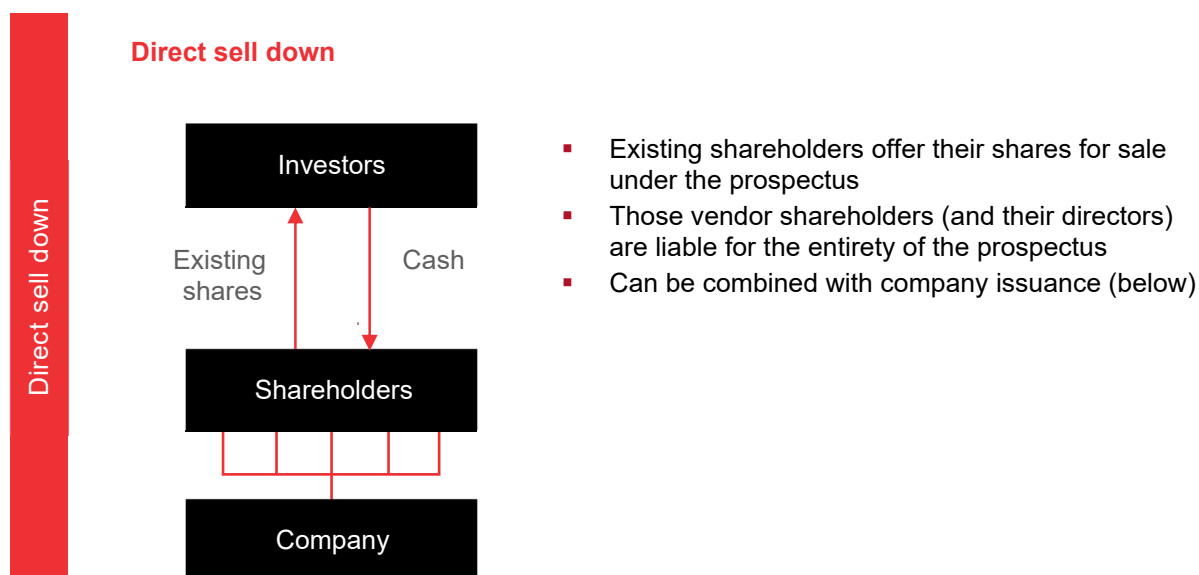 Direct sell down
Direct sell down
Investors
Existing
shares
Cash
Shareholders
Company
▪ Existing shareholders offer their shares for sale
under the prospectus
▪ Those vendor shareholders (and their directors)
are liable for the entirety of the prospectus
▪ Can be combined with company issuance (below)